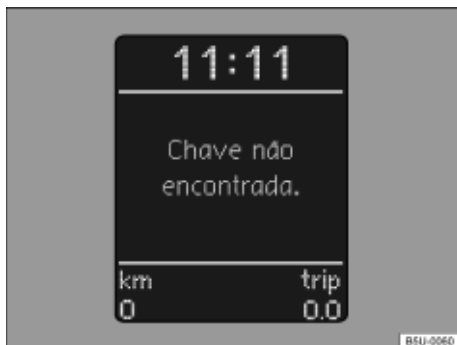 11:11
Chave não
encontrada.
km trip
0 0.0
B5U-0060